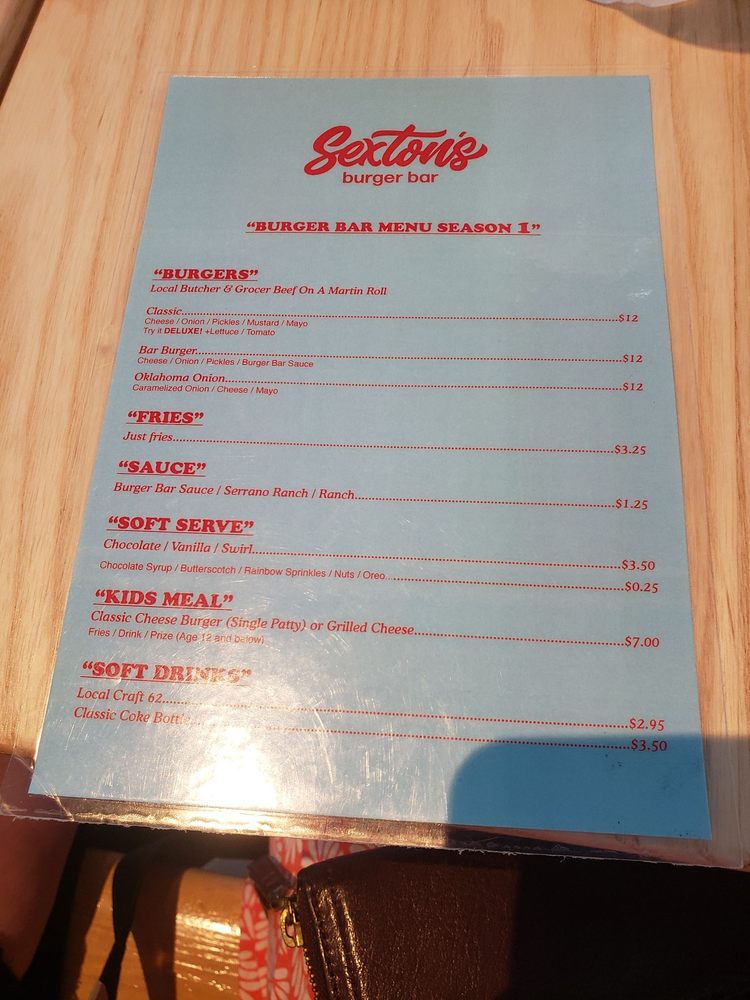 Sexton's
burger bar
"BURGER BAR MENU SEASON 1"
"BURGERS"
Local Butcher & Grocer Beef On A Martin Roll
Classic....................$12
Cheese / Onion / Pickles / Mustard / Mayo
Try it DELUXE! +Lettuce / Tomato
Bar Burger....................$12
Cheese / Onion / Pickles / Burger Bar Sauce
Oklahoma Onion....................$12
Caramelized Onion / Cheese / Mayo
"FRIES"
Just fries....................$3.25
"SAUCE"
Burger Bar Sauce / Serrano Ranch / Ranch....................$1.25
"SOFT SERVE"
Chocolate / Vanilla / Swirl....................$3.50
Chocolate Syrup / Butterscotch / Rainbow Sprinkles / Nuts / Oreo....................$0.25
"KIDS MEAL"
Classic Cheese Burger (Single Patty) or Grilled Cheese....................$7.00
Fries / Drink / Prize (Age 12 and below)
"SOFT DRINKS"
Local Craft 62....................$2.95
Classic Coke Bottle....................$3.50